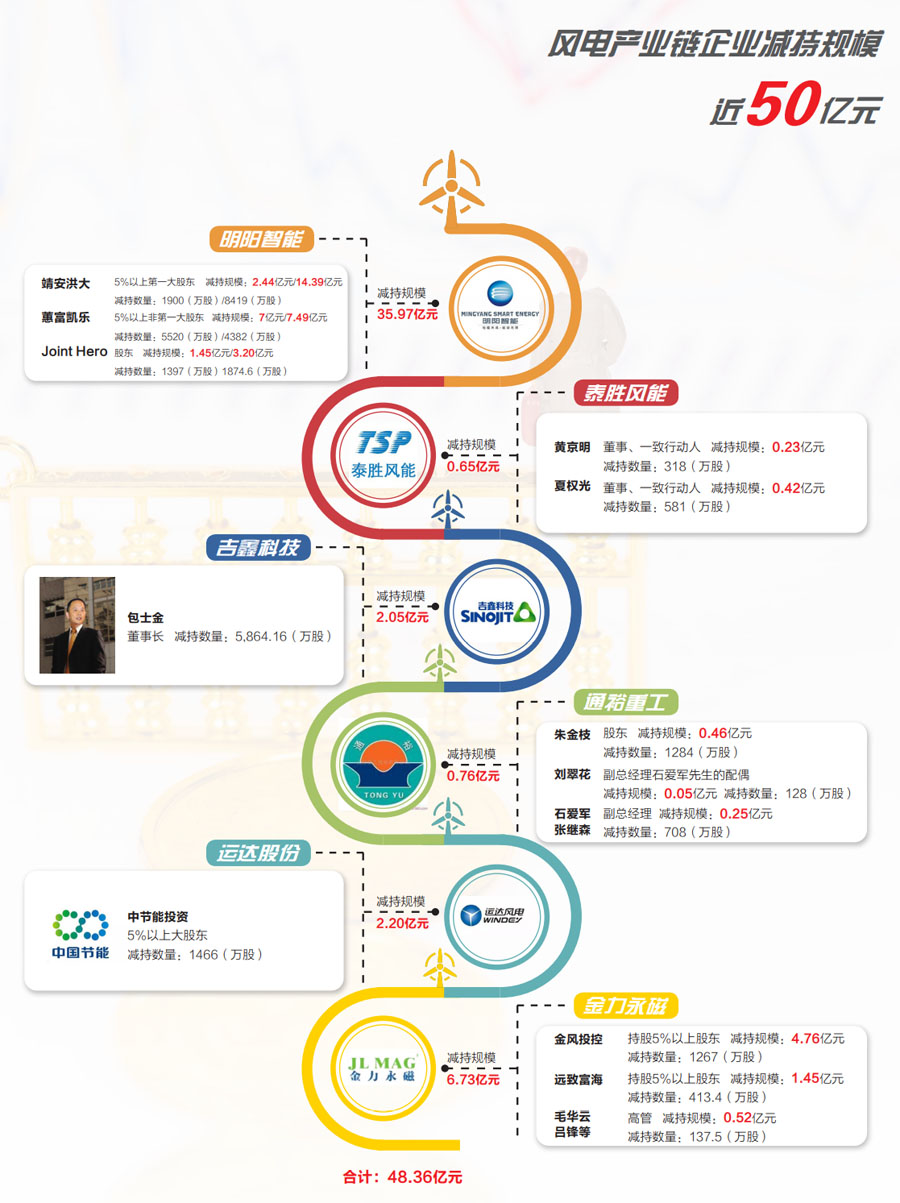 风电产业链企业减持规模
近50亿元
明阳智能
靖安洪大 5%以上第一大股东 减持规模：2.44亿元/14.39亿元
减持数量：1900（万股）/8419（万股）
蕙富凯乐 5%以上非第一大股东 减持规模：7亿元/7.49亿元
减持数量：5520（万股）/4382（万股）
Joint Hero 股东 减持规模：1.45亿元/3.20亿元
减持数量：1397（万股）1874.6（万股）
减持规模
35.97亿元
MINGYANG SMART ENERGY
明阳智能
泰胜风能
黄京明 董事、一致行动人 减持规模：0.23亿元
减持数量：318（万股）
夏权光 董事、一致行动人 减持规模：0.42亿元
减持数量：581（万股）
TSP
泰胜风能
减持规模
0.65亿元
吉鑫科技
包士金
董事长 减持数量：5,864.16（万股）
减持规模
2.05亿元
吉鑫科技
SINOJIT
通裕重工
朱金枝 股东 减持规模：0.46亿元
减持数量：1284（万股）
刘翠花 副总经理石爱军先生的配偶
减持规模：0.05亿元 减持数量：128（万股）
石爱军 副总经理 减持规模：0.25亿元
张继森 减持数量：708（万股）
通裕
TONG YU
减持规模
0.76亿元
运达股份
中国节能
中节能投资
5%以上大股东
减持数量：1466（万股）
减持规模
2.20亿元
运达风电
WINDEY
金力永磁
金风投控 持股5%以上股东 减持规模：4.76亿元
减持数量：1267（万股）
远致富海 持股5%以上股东 减持规模：1.45亿元
减持数量：413.4（万股）
毛华云 高管 减持规模：0.52亿元
吕锋等 减持数量：137.5（万股）
JL MAG
金力永磁
减持规模
6.73亿元
合计：48.36亿元